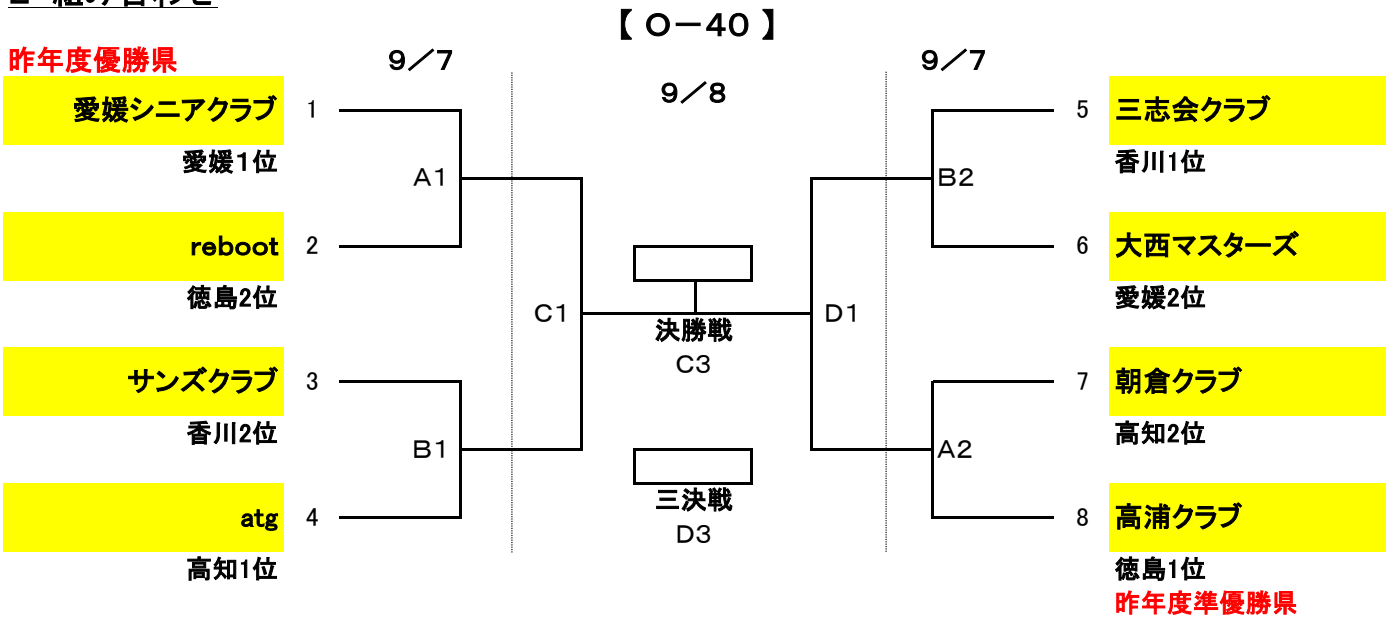 【 O－40 】
昨年度優勝県
9／7
9／7
9／8
愛媛シニアクラブ 1
愛媛1位
A1
reboot 2
徳島2位
C1
サンズクラブ 3
香川2位
B1
atg 4
高知1位
決勝戦
C3
三決戦
D3
5 三志会クラブ
香川1位
B2
6 大西マスターズ
愛媛2位
D1
7 朝倉クラブ
高知2位
A2
8 高浦クラブ
徳島1位
昨年度準優勝県